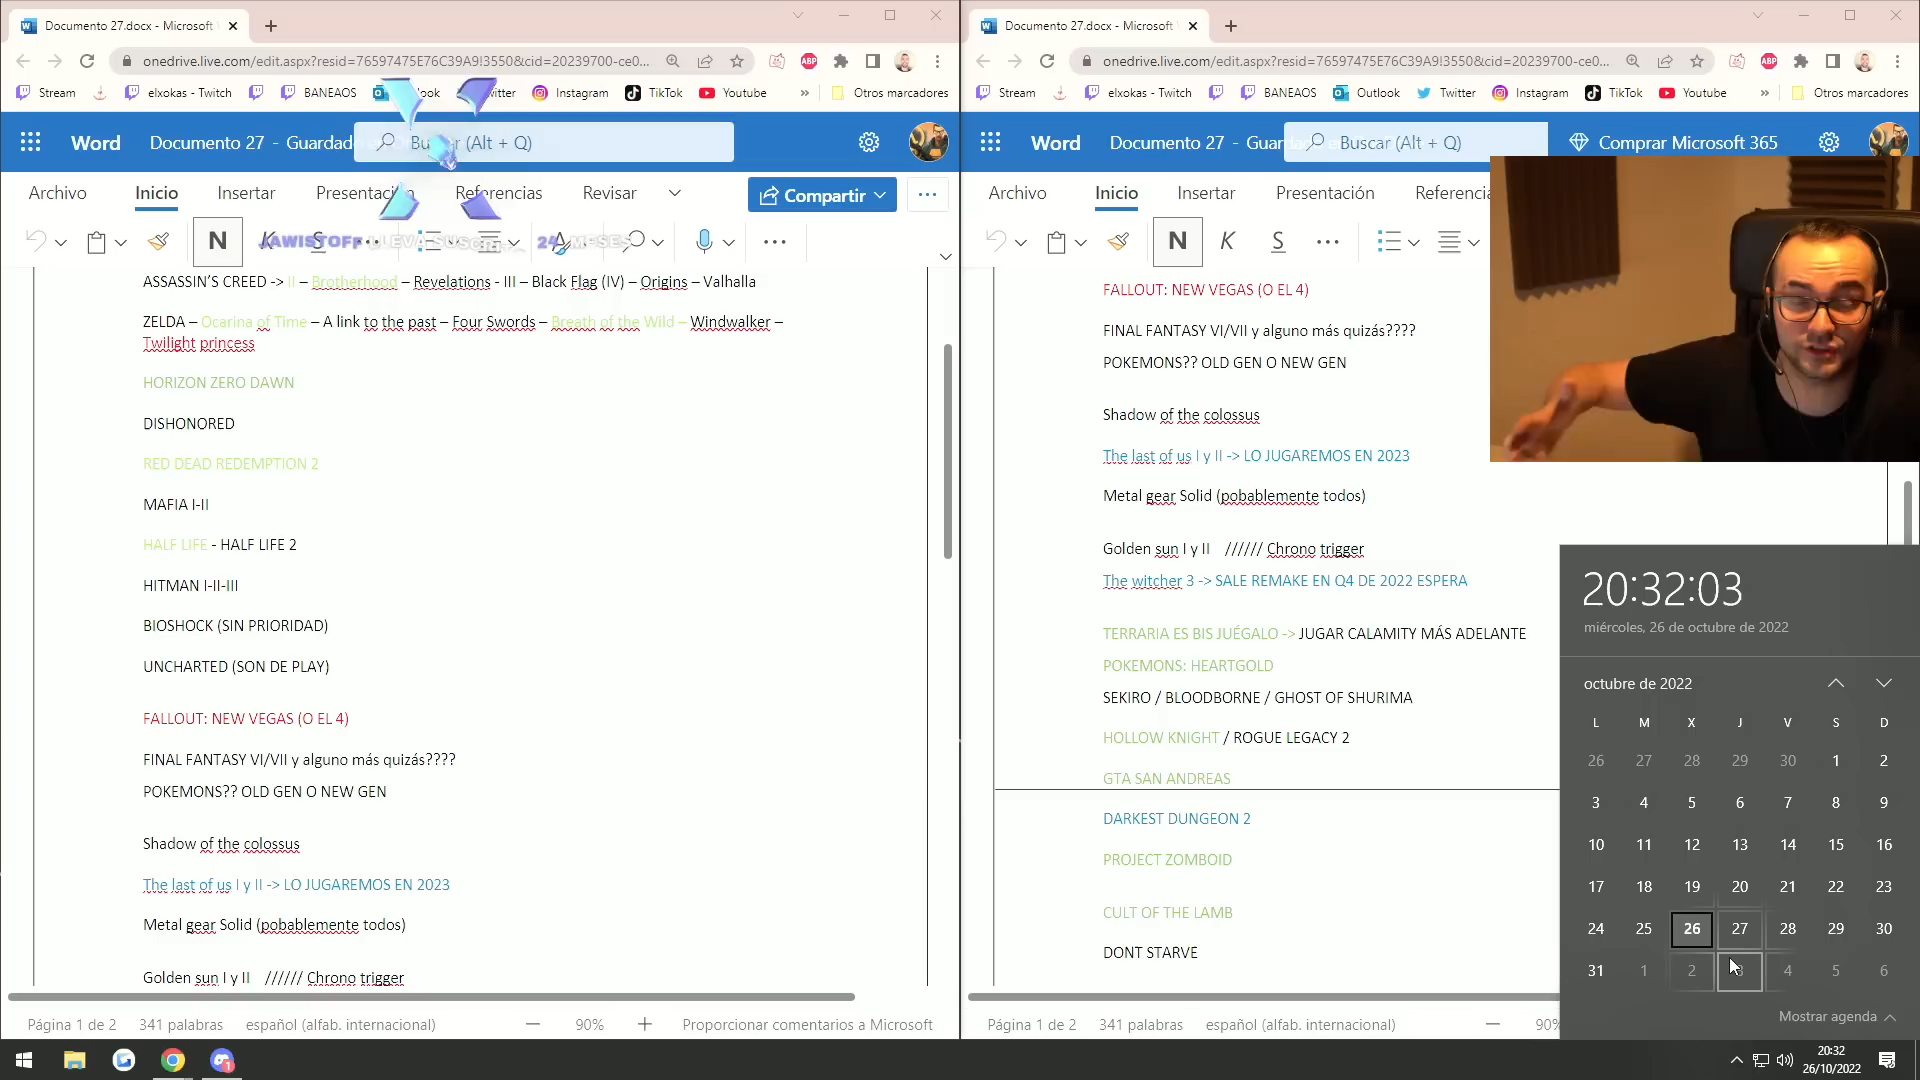 Documento 27.docx - Microsoft
onedrive.live.com/edit.aspx?resid=76597475E76C39A9!3550&cid=20239700-ce0...
ABP
Stream
elxokas - Twitch
BANEAOS
Instagram
TikTok
Youtube
»
Otros marcadores
Word
Documento 27 - Guardado
Buscar (Alt + Q)
Archivo
Inicio
Insertar
Presentación
Referencias
Revisar
Compartir
N K S
24 MESES
ASSASSIN'S CREED -> II – Brotherhood – Revelations - III – Black Flag (IV) – Origins – Valhalla
ZELDA – Ocarina of Time – A link to the past – Four Swords – Breath of the Wild – Windwalker –
Twilight princess
HORIZON ZERO DAWN
DISHONORED
RED DEAD REDEMPTION 2
MAFIA I-II
HALF LIFE - HALF LIFE 2
HITMAN I-II-III
BIOSHOCK (SIN PRIORIDAD)
UNCHARTED (SON DE PLAY)
FALLOUT: NEW VEGAS (O EL 4)
FINAL FANTASY VI/VII y alguno más quizás????
POKEMONS?? OLD GEN O NEW GEN
Shadow of the colossus
The last of us I y II -> LO JUGAREMOS EN 2023
Metal gear Solid (pobablemente todos)
Golden sun I y II ////// Chrono trigger
Página 1 de 2
341 palabras
español (alfab. internacional)
90%
Proporcionar comentarios a Microsoft
Documento 27.docx - Microsoft
onedrive.live.com/edit.aspx?resid=76597475E76C39A9!3550&cid=20239700-ce0...
ABP
Stream
elxokas - Twitch
BANEAOS
Outlook
Twitter
Instagram
TikTok
Youtube
»
Otros marcadores
Word
Documento 27 - Gua
Buscar (Alt + Q)
Comprar Microsoft 365
Archivo
Inicio
Insertar
Presentación
Referencia
N K S
FALLOUT: NEW VEGAS (O EL 4)
FINAL FANTASY VI/VII y alguno más quizás????
POKEMONS?? OLD GEN O NEW GEN
Shadow of the colossus
The last of us I y II -> LO JUGAREMOS EN 2023
Metal gear Solid (pobablemente todos)
Golden sun I y II ////// Chrono trigger
The witcher 3 -> SALE REMAKE EN Q4 DE 2022 ESPERA
TERRARIA ES BIS JUÉGALO -> JUGAR CALAMITY MÁS ADELANTE
POKEMONS: HEARTGOLD
SEKIRO / BLOODBORNE / GHOST OF SHURIMA
HOLLOW KNIGHT / ROGUE LEGACY 2
GTA SAN ANDREAS
DARKEST DUNGEON 2
PROJECT ZOMBOID
CULT OF THE LAMB
DONT STARVE
Página 1 de 2
341 palabras
español (alfab. internacional)
90%
20:32:03
miércoles, 26 de octubre de 2022
octubre de 2022
L M X J V S D
26 27 28 29 30 1 2
3 4 5 6 7 8 9
10 11 12 13 14 15 16
17 18 19 20 21 22 23
24 25 26 27 28 29 30
31 1 2 3 4 5 6
Mostrar agenda
20:32
26/10/2022